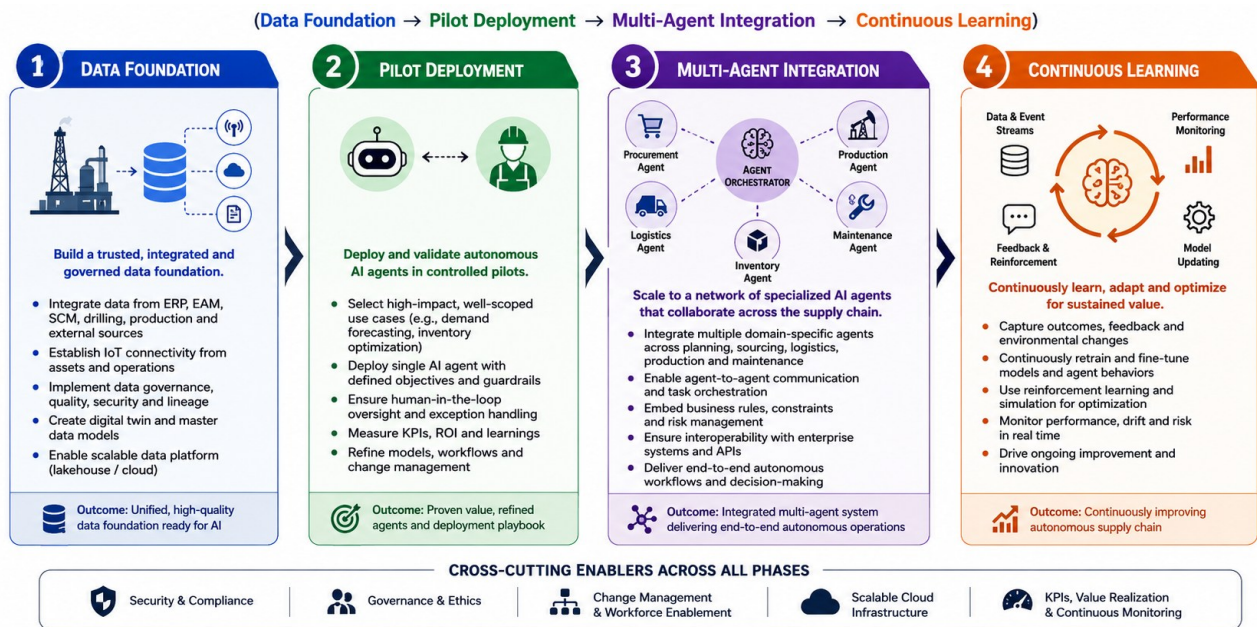 (Data Foundation → Pilot Deployment → Multi-Agent Integration → Continuous Learning)
1 DATA FOUNDATION
Build a trusted, integrated and
governed data foundation.
• Integrate data from ERP, EAM,
SCM, drilling, production and
external sources
• Establish IoT connectivity from
assets and operations
• Implement data governance,
quality, security and lineage
• Create digital twin and master
data models
• Enable scalable data platform
(lakehouse / cloud)
Outcome: Unified, high-quality
data foundation ready for AI
2 PILOT DEPLOYMENT
Deploy and validate autonomous
AI agents in controlled pilots.
• Select high-impact, well-scoped
use cases (e.g., demand
forecasting, inventory
optimization)
• Deploy single AI agent with
defined objectives and guardrails
• Ensure human-in-the-loop
oversight and exception handling
• Measure KPIs, ROI and learnings
• Refine models, workflows and
change management
Outcome: Proven value, refined
agents and deployment playbook
3 MULTI-AGENT INTEGRATION
Procurement
Agent
AGENT
ORCHESTRATOR
Production
Agent
Logistics
Agent
Inventory
Agent
Maintenance
Agent
Scale to a network of specialized AI agents
that collaborate across the supply chain.
• Integrate multiple domain-specific agents
across planning, sourcing, logistics,
production and maintenance
• Enable agent-to-agent communication
and task orchestration
• Embed business rules, constraints
and risk management
• Ensure interoperability with enterprise
systems and APIs
• Deliver end-to-end autonomous
workflows and decision-making
Outcome: Integrated multi-agent system
delivering end-to-end autonomous operations
4 CONTINUOUS LEARNING
Data & Event
Streams
Performance
Monitoring
Feedback &
Reinforcement
Model
Updating
Continuously learn, adapt and optimize
for sustained value.
• Capture outcomes, feedback and
environmental changes
• Continuously retrain and fine-tune
models and agent behaviors
• Use reinforcement learning and
simulation for optimization
• Monitor performance, drift and risk
in real time
• Drive ongoing improvement and
innovation
Outcome: Continuously improving
autonomous supply chain
CROSS-CUTTING ENABLERS ACROSS ALL PHASES
Security & Compliance
Governance & Ethics
Change Management
& Workforce Enablement
Scalable Cloud
Infrastructure
KPIs, Value Realization
& Continuous Monitoring